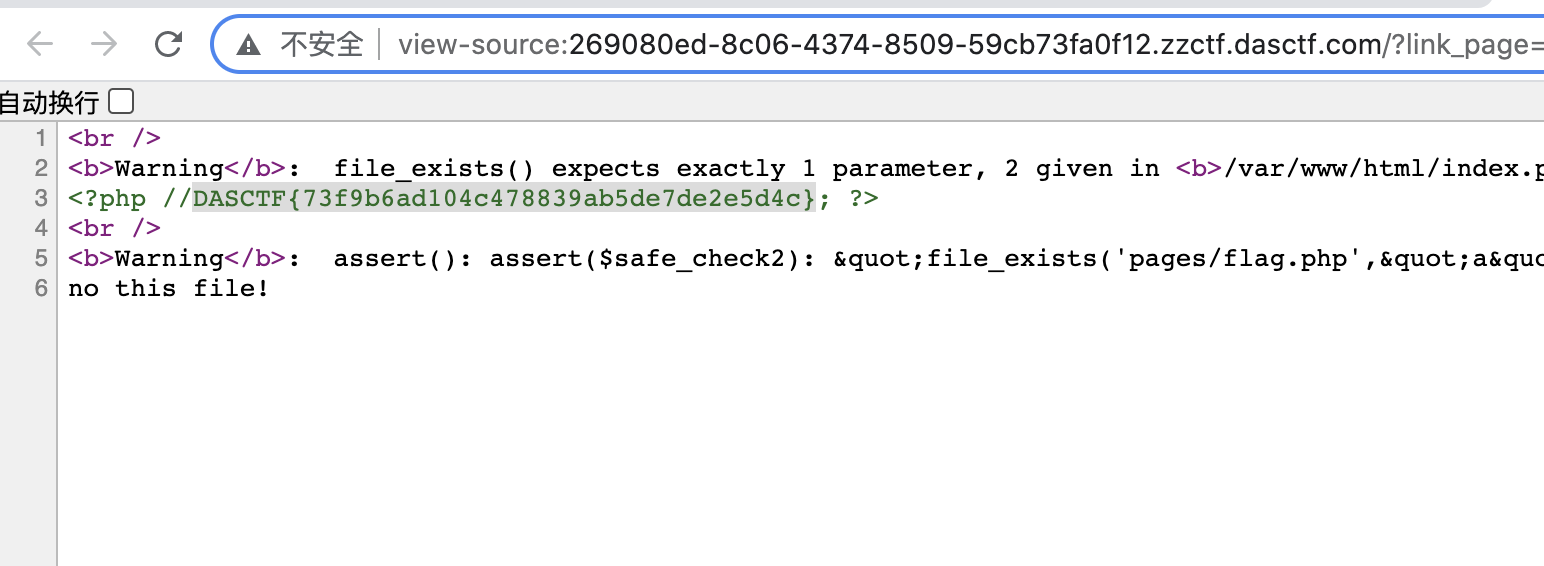 不安全 view-source:269080ed-8c06-4374-8509-59cb73fa0f12.zzctf.dasctf.com/?link_page=
自动换行
1 <br />
2 <b>Warning</b>:  file_exists() expects exactly 1 parameter, 2 given in <b>/var/www/html/index.p
3 <?php //DASCTF{73f9b6ad104c478839ab5de7de2e5d4c}; ?>
4 <br />
5 <b>Warning</b>:  assert(): assert($safe_check2): &quot;file_exists('pages/flag.php',&quot;a&quo
6 no this file!